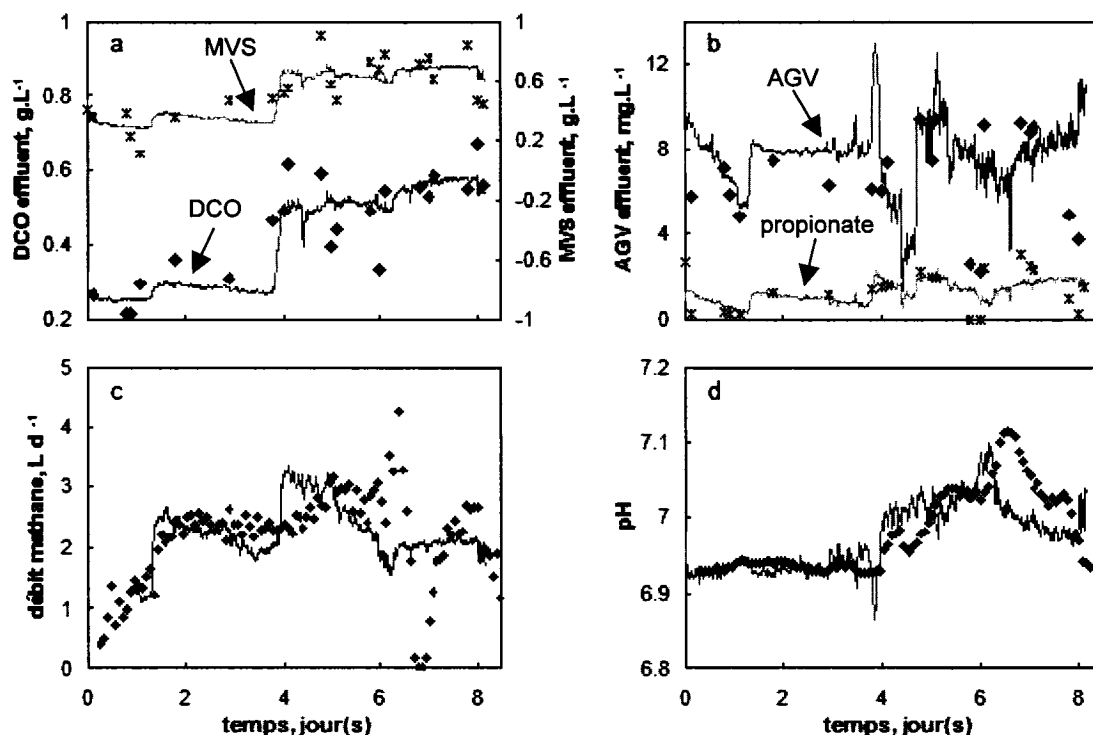 a
MVS
DCO
DCO effluent, g.L⁻¹
1
0.8
0.6
0.4
0.2
MVS effluent, g.L⁻¹
1
0.6
0.2
-0.2
-0.6
-1
b
AGV
propionate
AGV effluent, mg.L⁻¹
12
8
4
0
c
débit méthane, L d⁻¹
5
4
3
2
1
0
0 2 4 6 8
temps, jour(s)
d
pH
7.2
7.1
7
6.9
6.8
0 2 4 6 8
temps, jour(s)